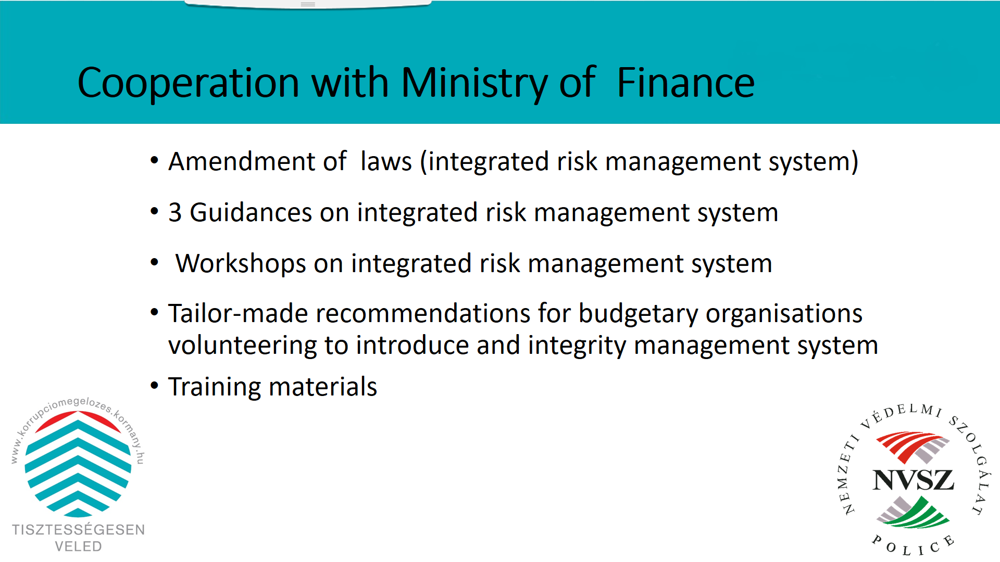 Cooperation with Ministry of  Finance
• Amendment of  laws (integrated risk management system)
• 3 Guidances on integrated risk management system
•  Workshops on integrated risk management system
• Tailor-made recommendations for budgetary organisations
volunteering to introduce and integrity management system
• Training materials
www.korrupciomegelozes.kormany.hu
TISZTESSÉGESEN
VELED
NEMZETI VÉDELMI SZOLGÁLAT
NVSZ
POLICE